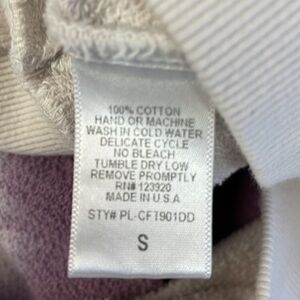 100% COTTON
HAND OR MACHINE
WASH IN COLD WATER
DELICATE CYCLE
NO BLEACH
TUMBLE DRY LOW
REMOVE PROMPTLY
RN# 123920
MADE IN U.S.A
STY# PL-CFT901DD
S